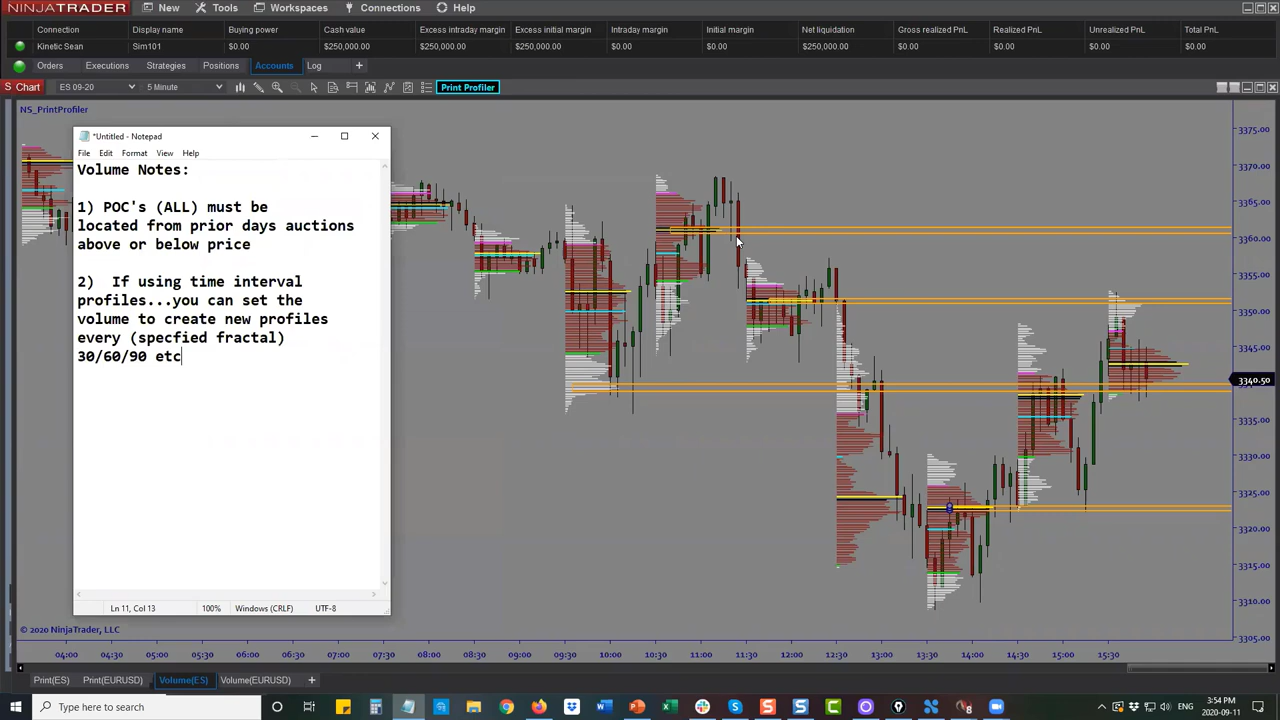 NINJATRADER New Tools Workspaces Connections Help
Connection Display name Buying power Cash value Excess intraday margin Excess initial margin Intraday margin Initial margin Net liquidation Gross realized PnL Realized PnL Unrealized PnL Total PnL
Kinetic Sean Sim101 $0.00 $250,000.00 $250,000.00 $250,000.00 $0.00 $0.00 $250,000.00 $0.00 $0.00 $0.00 $0.00
Orders Executions Strategies Positions Accounts Log +
S Chart ES 09-20 5 Minute Print Profiler
NS_PrintProfiler
*Untitled - Notepad
File Edit Format View Help
Volume Notes:
1) POC's (ALL) must be
located from prior days auctions
above or below price
2) If using time interval
profiles...you can set the
volume to create new profiles
every (specfied fractal)
30/60/90 etc
Ln 11, Col 13 100% Windows (CRLF) UTF-8
3375.00
3370.00
3365.00
3360.00
3355.00
3350.00
3345.00
3340.50
3335.00
3330.00
3325.00
3320.00
3315.00
3310.00
3305.00
© 2020 NinjaTrader, LLC
04:00 04:30 05:00 05:30 06:00 06:30 07:00 07:30 08:00 08:30 09:00 09:30 10:00 10:30 11:00 11:30 12:00 12:30 13:00 13:30 14:00 14:30 15:00 15:30
Print(ES) Print(EURUSD) Volume(ES) Volume(EURUSD) +
Type here to search
ENG
3:54 PM
2020-09-11